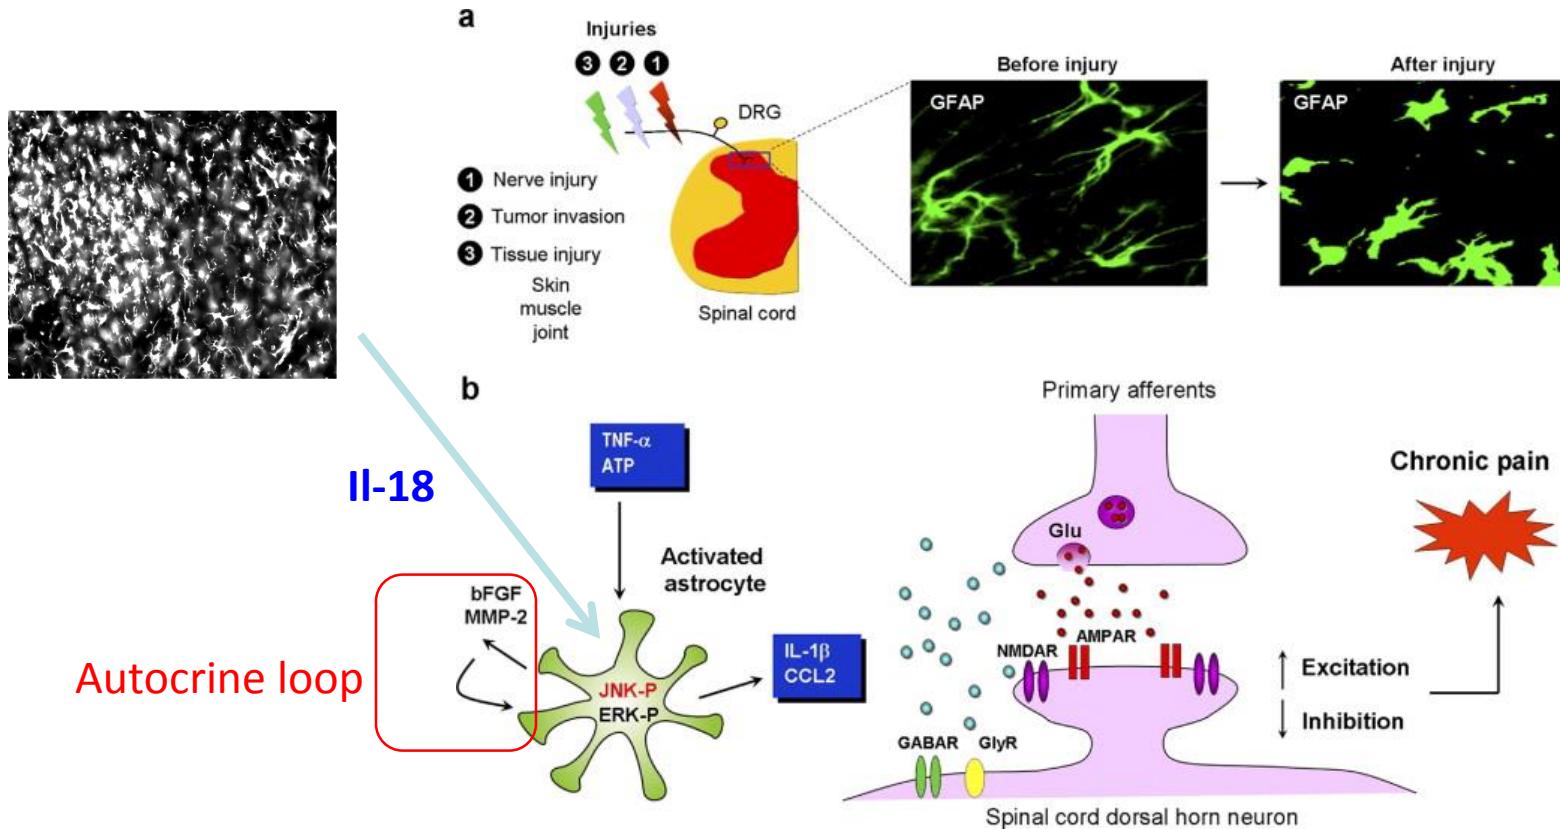 a
Injuries
3 2 1
DRG
1 Nerve injury
2 Tumor invasion
3 Tissue injury
Skin
muscle
joint
Spinal cord
Before injury
GFAP
After injury
GFAP
b
Il-18
TNF-α
ATP
Activated
astrocyte
bFGF
MMP-2
Autocrine loop
JNK-P
ERK-P
IL-1β
CCL2
Primary afferents
Glu
NMDAR
AMPAR
GABAR
GlyR
Spinal cord dorsal horn neuron
Excitation
Inhibition
Chronic pain